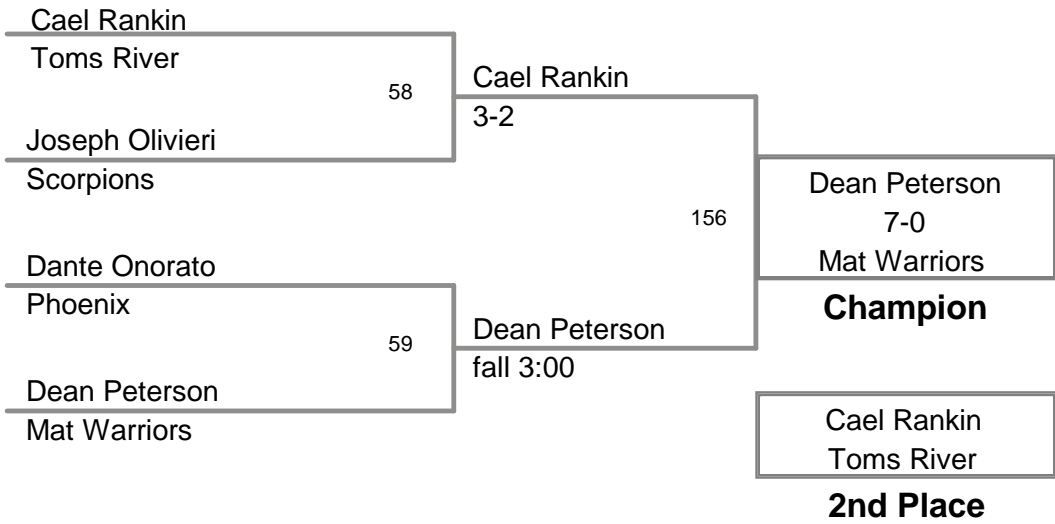 Cael Rankin
Toms River
58
Joseph Olivieri
Scorpions
Cael Rankin
3-2
Dante Onorato
Phoenix
59
Dean Peterson
Mat Warriors
Dean Peterson
fall 3:00
156
Dean Peterson
7-0
Mat Warriors
Champion
Cael Rankin
Toms River
2nd Place